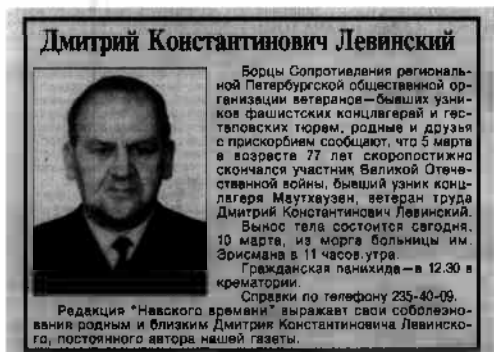 Дмитрий Константинович Левинский
Борцы Сопротивления региональ-
ной Петербургской общественной ор-
ганизации ветеранов—бывших узни-
ков фашистских концлагерей и гес-
таповских тюрем, родные и друзья
с прискорбием сообщают, что 5 марта
в возрасте 77 лет скоропостижно
скончался участник Великой Отече-
ственной войны, бывший узник конц-
лагеря Маутхаузен, ветеран труда
Дмитрий Константинович Левинский.
Вынос тела состоится сегодня,
10 марта, из морга больницы им.
Эрисмана в 11 часов утра.
Гражданская панихида—в 12.30 в
крематории.
Справки по телефону 235-40-09.
Редакция "Невского времени" выражает свои соболезно-
вания родным и близким Дмитрия Константиновича Левинско-
го, постоянного автора нашей газеты.